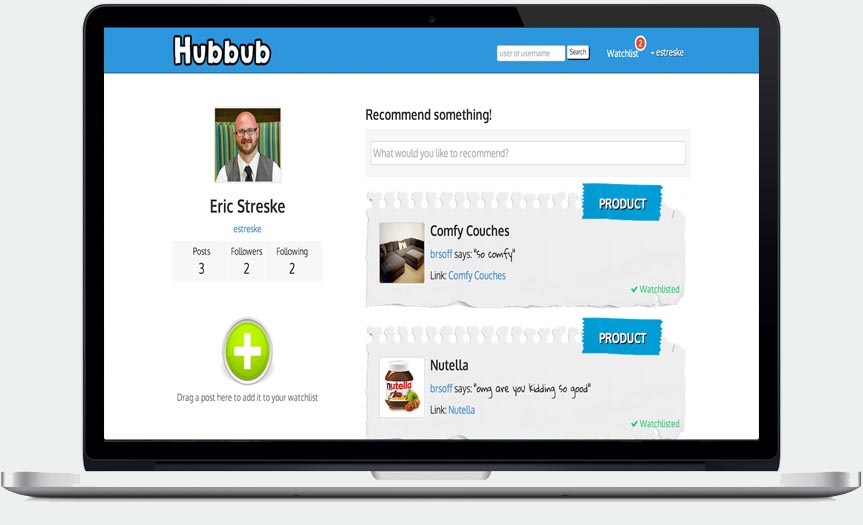 Hubbub
user or username
Search
Watchlist
2
estreske
Recommend something!
What would you like to recommend?
Eric Streske
estreske
Posts
Followers
Following
3
2
2
Drag a post here to add it to your watchlist
PRODUCT
Comfy Couches
brsoff says: "so comfy"
Link: Comfy Couches
Watchlisted
PRODUCT
Nutella
nutella
brsoff says: "omg are you kidding so good"
Link: Nutella
Watchlisted